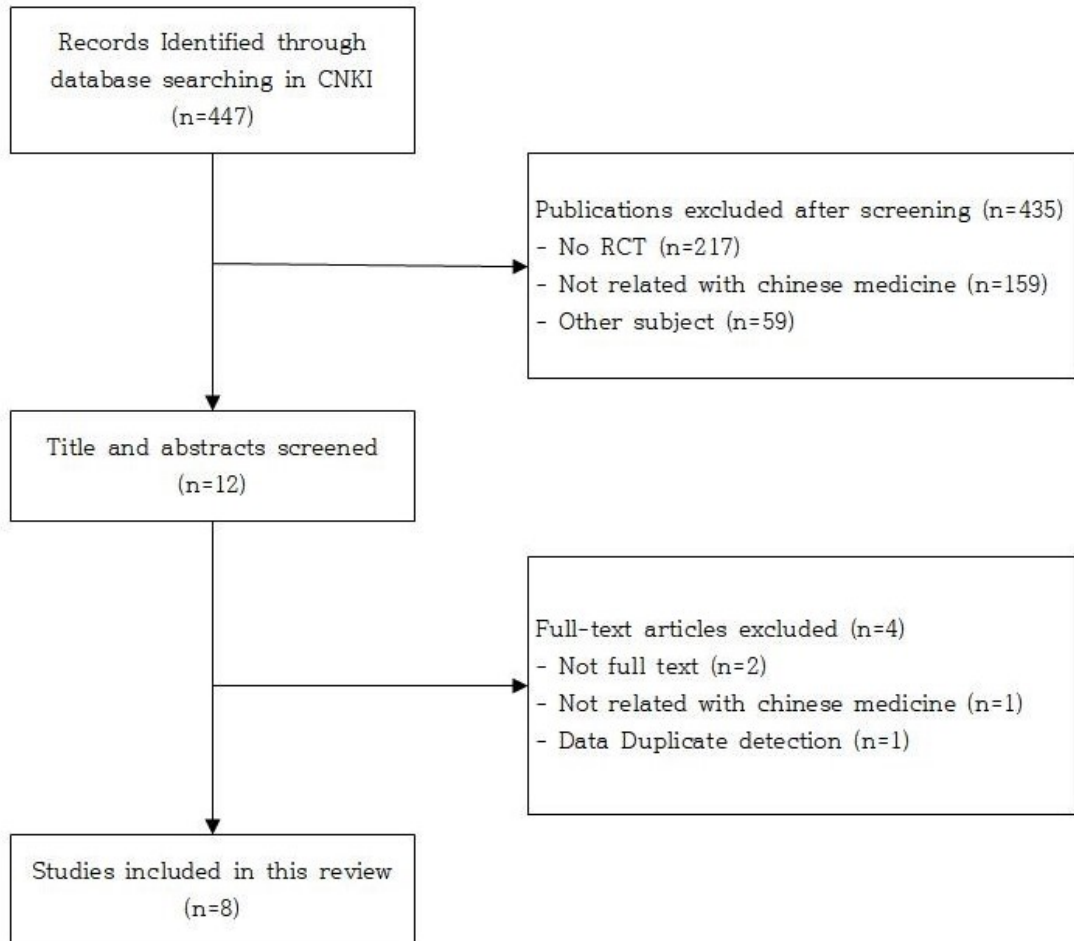 Records Identified through
database searching in CNKI
(n=447)
Publications excluded after screening (n=435)
- No RCT (n=217)
- Not related with chinese medicine (n=159)
- Other subject (n=59)
Title and abstracts screened
(n=12)
Full-text articles excluded (n=4)
- Not full text (n=2)
- Not related with chinese medicine (n=1)
- Data Duplicate detection (n=1)
Studies included in this review
(n=8)